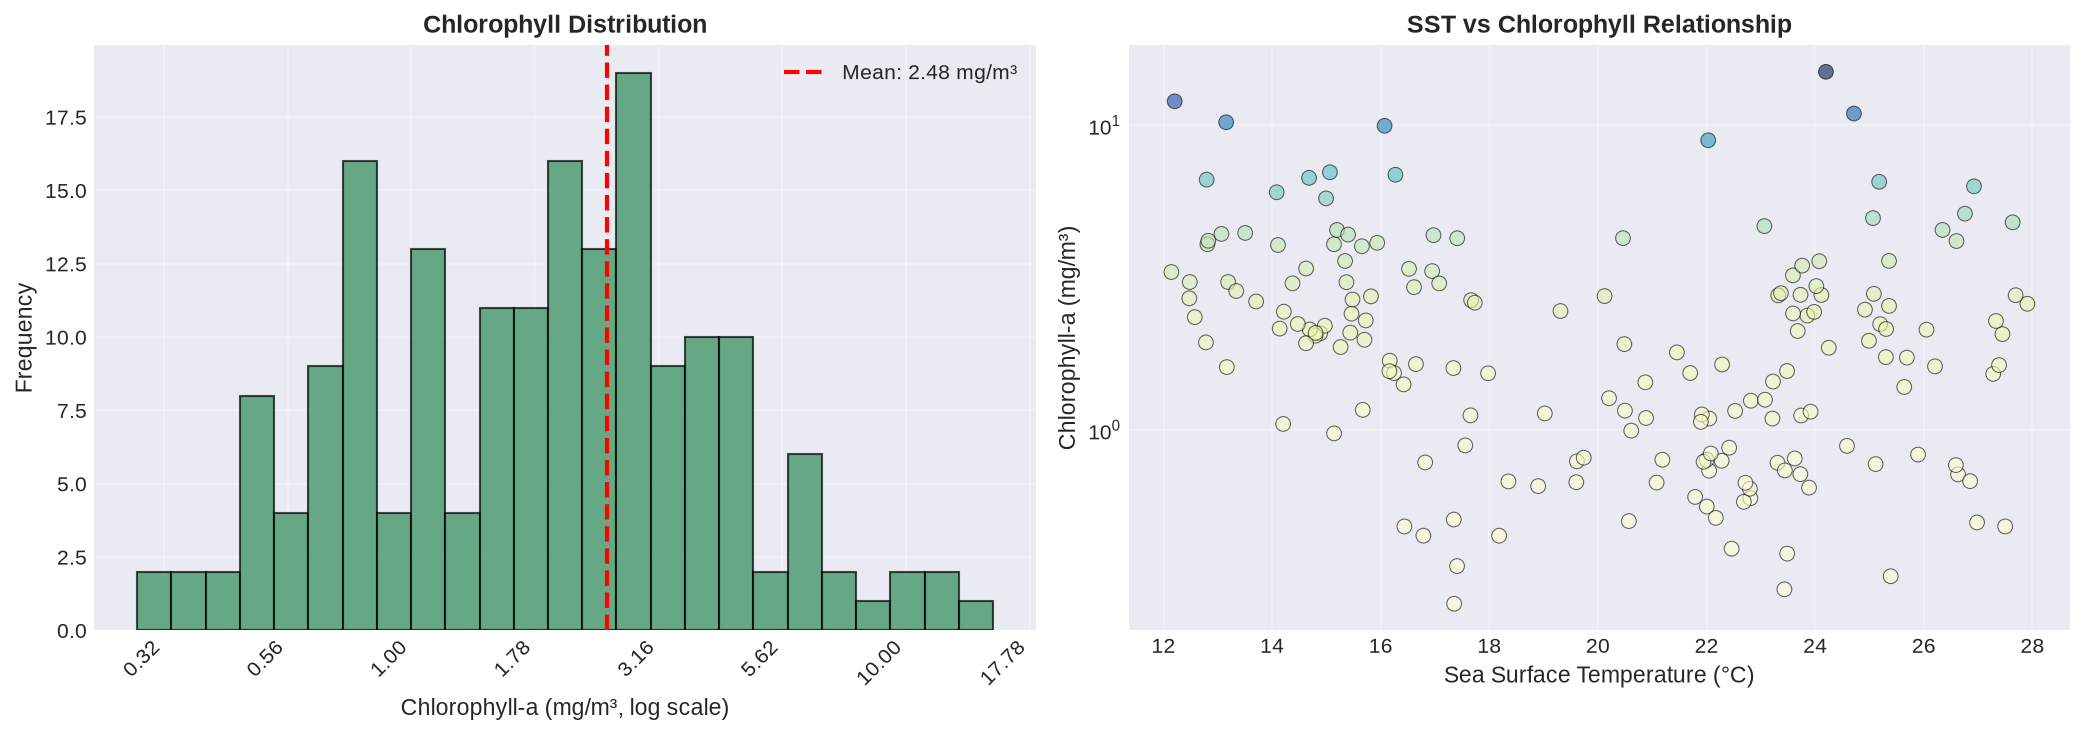 Chlorophyll Distribution
Mean: 2.48 mg/m³
17.5
15.0
12.5
10.0
7.5
5.0
2.5
0.0
Frequency
0.32
0.56
1.00
1.78
3.16
5.62
10.00
17.78
Chlorophyll-a (mg/m³, log scale)
SST vs Chlorophyll Relationship
10¹
10⁰
Chlorophyll-a (mg/m³)
12 14 16 18 20 22 24 26 28
Sea Surface Temperature (°C)